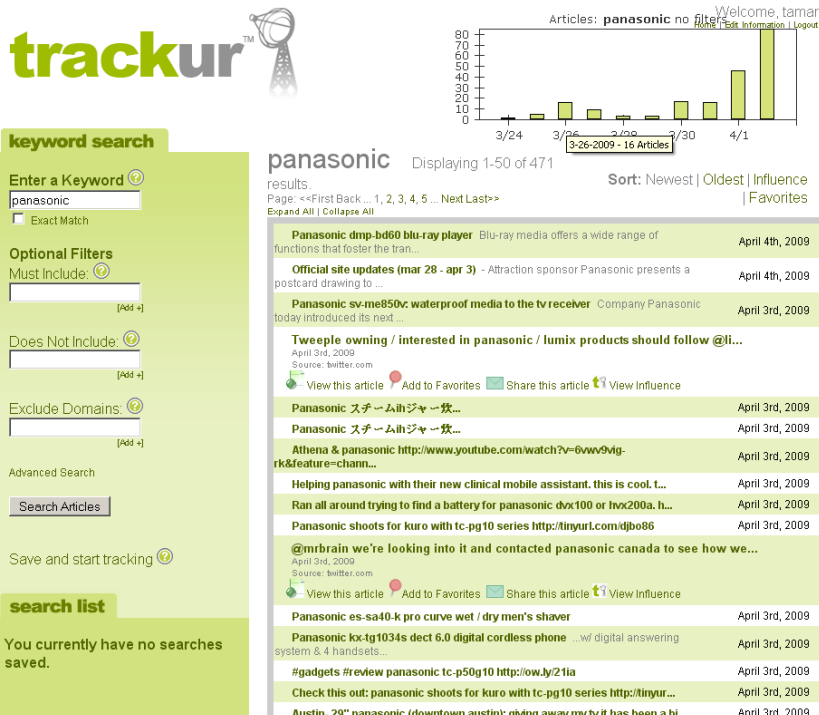 trackur™
Welcome, tamar
Home | Edit Information | Logout
Articles: panasonic no filters
80
70
60
50
40
30
20
10
0
3/24 3/26 3/28 3/30 4/1
3-26-2009 - 16 Articles
keyword search
Enter a Keyword ?
panasonic
Exact Match
Optional Filters
Must Include: ?
[Add +]
Does Not Include: ?
[Add +]
Exclude Domains: ?
[Add +]
Advanced Search
Search Articles
Save and start tracking ?
search list
You currently have no searches
saved.
panasonic Displaying 1-50 of 471
results.
Sort: Newest | Oldest | Influence
| Favorites
Page: <<First Back ... 1, 2, 3, 4, 5 ... Next Last>>
Expand All | Collapse All
Panasonic dmp-bd60 blu-ray player Blu-ray media offers a wide range of
functions that foster the tran... April 4th, 2009
Official site updates (mar 28 - apr 3) - Attraction sponsor Panasonic presents a
postcard drawing to ... April 4th, 2009
Panasonic sv-me850v: waterproof media to the tv receiver Company Panasonic
today introduced its next ... April 3rd, 2009
Tweeple owning / interested in panasonic / lumix products should follow @li...
April 3rd, 2009
Source: twitter.com
View this article Add to Favorites Share this article t View Influence
Panasonic スチームihジャー炊... April 3rd, 2009
Panasonic スチームihジャー炊... April 3rd, 2009
Athena & panasonic http://www.youtube.com/watch?v=6vwv9vig-
rk&feature=chann... April 3rd, 2009
Helping panasonic with their new clinical mobile assistant. this is cool. t... April 3rd, 2009
Ran all around trying to find a battery for panasonic dvx100 or hvx200a. h... April 3rd, 2009
Panasonic shoots for kuro with tc-pg10 series http://tinyurl.com/djbo86 April 3rd, 2009
@mrbrain we're looking into it and contacted panasonic canada to see how we...
April 3rd, 2009
Source: twitter.com
View this article Add to Favorites Share this article t View Influence
Panasonic es-sa40-k pro curve wet / dry men's shaver April 3rd, 2009
Panasonic kx-tg1034s dect 6.0 digital cordless phone ...w/ digital answering
system & 4 handsets... April 3rd, 2009
#gadgets #review panasonic tc-p50g10 http://ow.ly/21ia April 3rd, 2009
Check this out: panasonic shoots for kuro with tc-pg10 series http://tinyur... April 3rd, 2009
Austin, 29" panasonic (downtown austin): giving away my tv it has been a bi... April 3rd, 2009